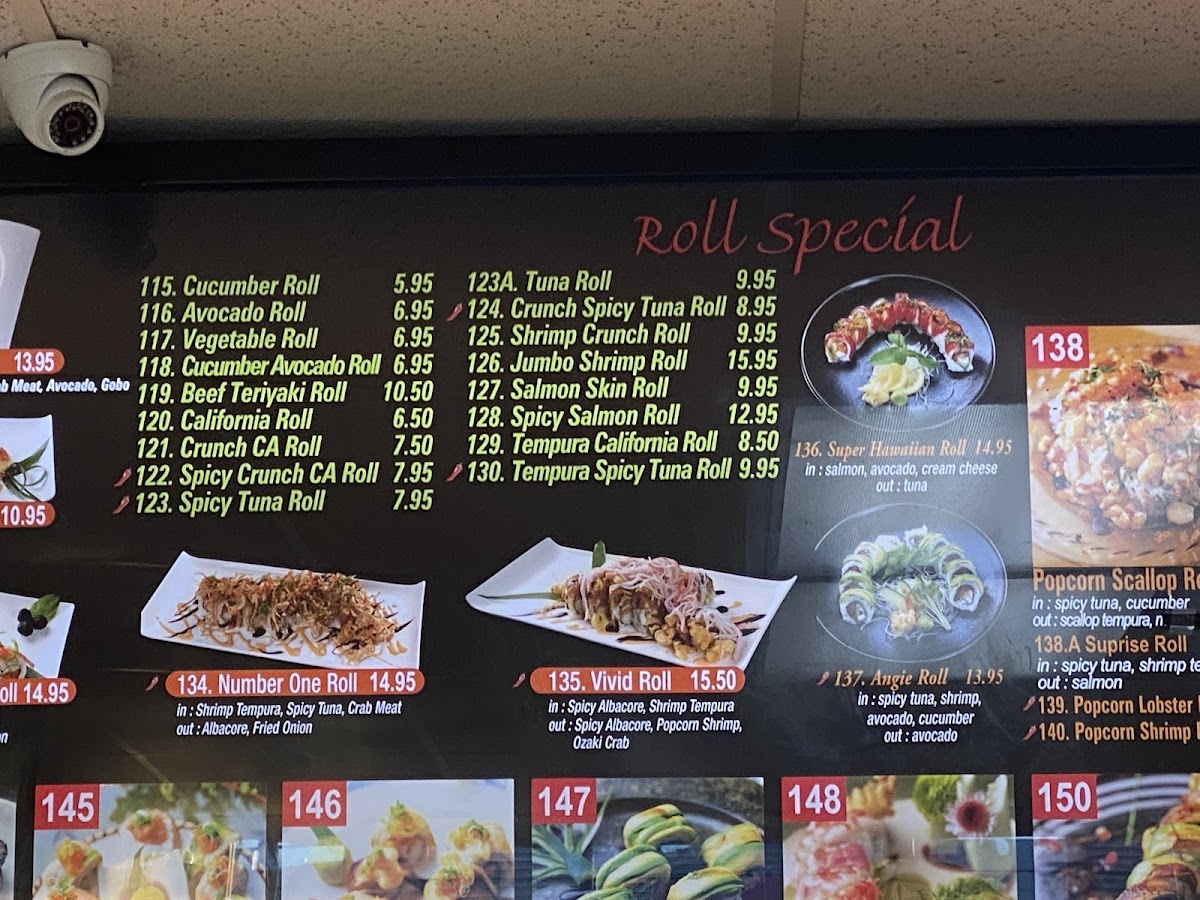 Roll Special
13.95
b Meat, Avocado, Gobo
10.95
oll 14.95
115. Cucumber Roll 5.95
116. Avocado Roll 6.95
117. Vegetable Roll 6.95
118. Cucumber Avocado Roll 6.95
119. Beef Teriyaki Roll 10.50
120. California Roll 6.50
121. Crunch CA Roll 7.50
122. Spicy Crunch CA Roll 7.95
123. Spicy Tuna Roll 7.95
123A. Tuna Roll 9.95
124. Crunch Spicy Tuna Roll 8.95
125. Shrimp Crunch Roll 9.95
126. Jumbo Shrimp Roll 15.95
127. Salmon Skin Roll 9.95
128. Spicy Salmon Roll 12.95
129. Tempura California Roll 8.50
130. Tempura Spicy Tuna Roll 9.95
134. Number One Roll 14.95
in : Shrimp Tempura, Spicy Tuna, Crab Meat
out : Albacore, Fried Onion
135. Vivid Roll 15.50
in : Spicy Albacore, Shrimp Tempura
out : Spicy Albacore, Popcorn Shrimp,
Ozaki Crab
136. Super Hawaiian Roll 14.95
in : salmon, avocado, cream cheese
out : tuna
137. Angie Roll 13.95
in : spicy tuna, shrimp,
avocado, cucumber
out : avocado
138
Popcorn Scallop Ro
in : spicy tuna, cucumber
out : scallop tempura, n
138.A Suprise Roll
in : spicy tuna, shrimp te
out : salmon
139. Popcorn Lobster
140. Popcorn Shrimp
145
146
147
148
150